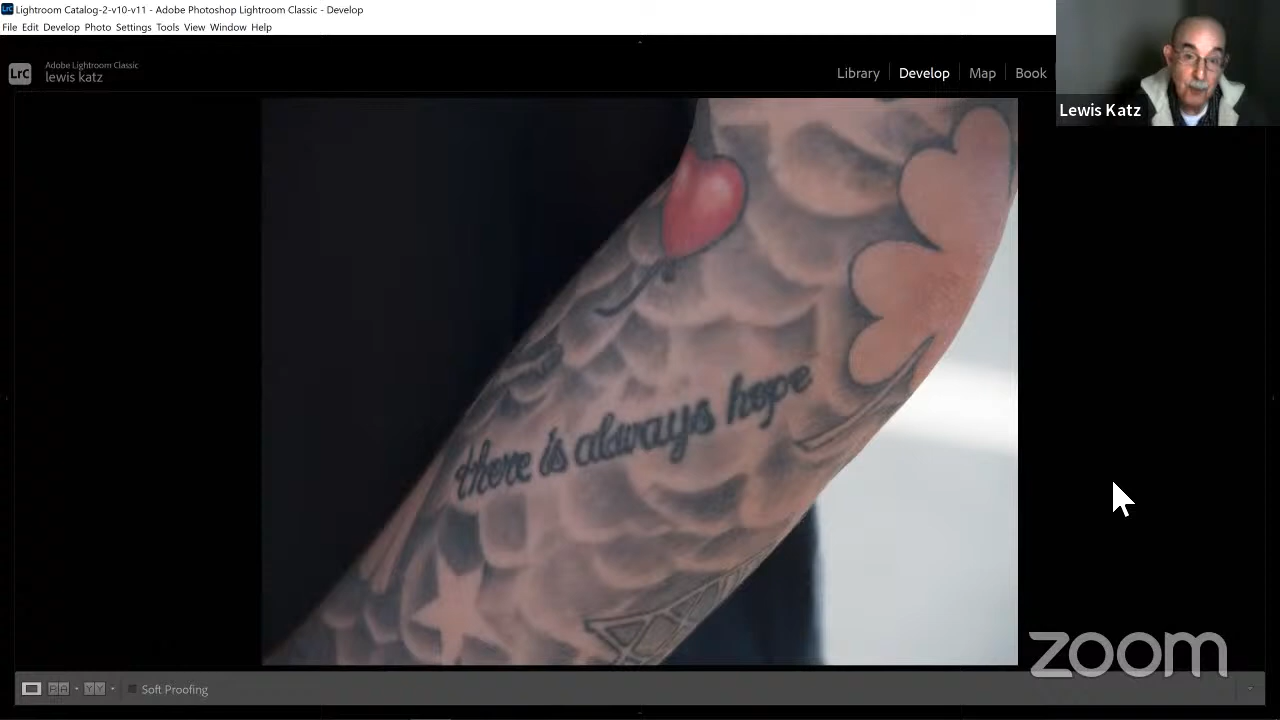 Lightroom Catalog-2-v10-v11 - Adobe Photoshop Lightroom Classic - Develop
File Edit Develop Photo Settings Tools View Window Help
LrC
Adobe Lightroom Classic
lewis katz
Library Develop Map Book
Lewis Katz
there is always hope
zoom
Soft Proofing